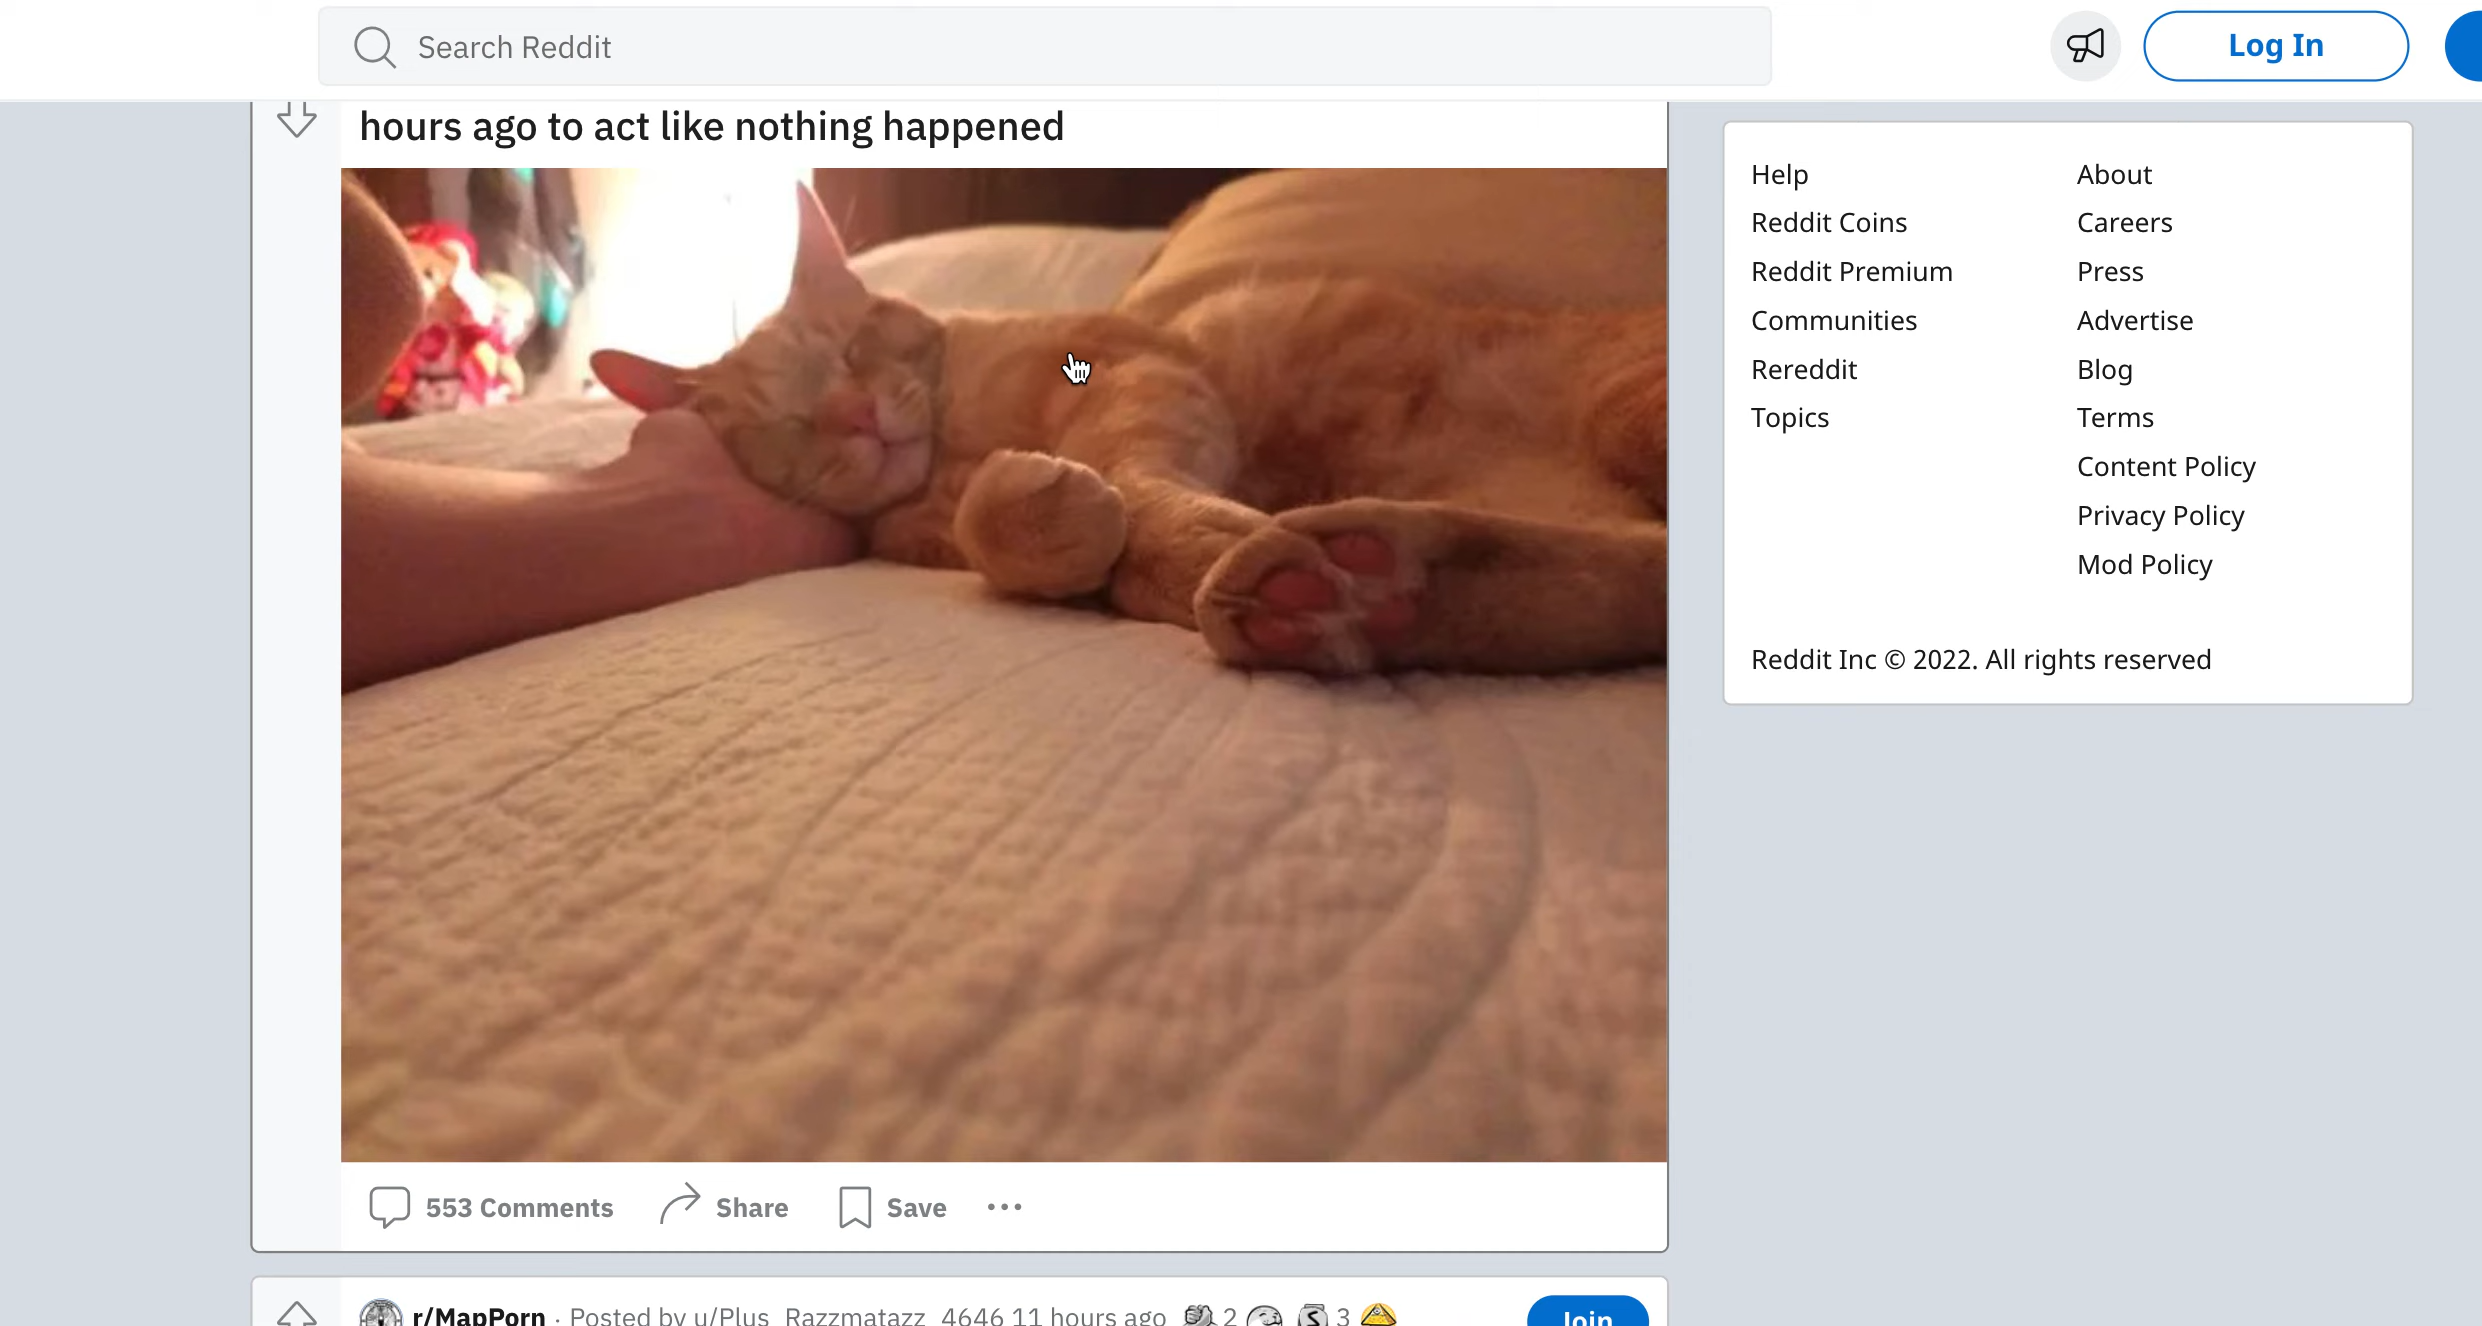 Search Reddit
Log In
hours ago to act like nothing happened
Help
Reddit Coins
Reddit Premium
Communities
Rereddit
Topics
About
Careers
Press
Advertise
Blog
Terms
Content Policy
Privacy Policy
Mod Policy
Reddit Inc © 2022. All rights reserved
553 Comments Share Save
r/MapPorn · Posted by u/Plus_Razzmatazz_4646 11 hours ago 2 3
Join